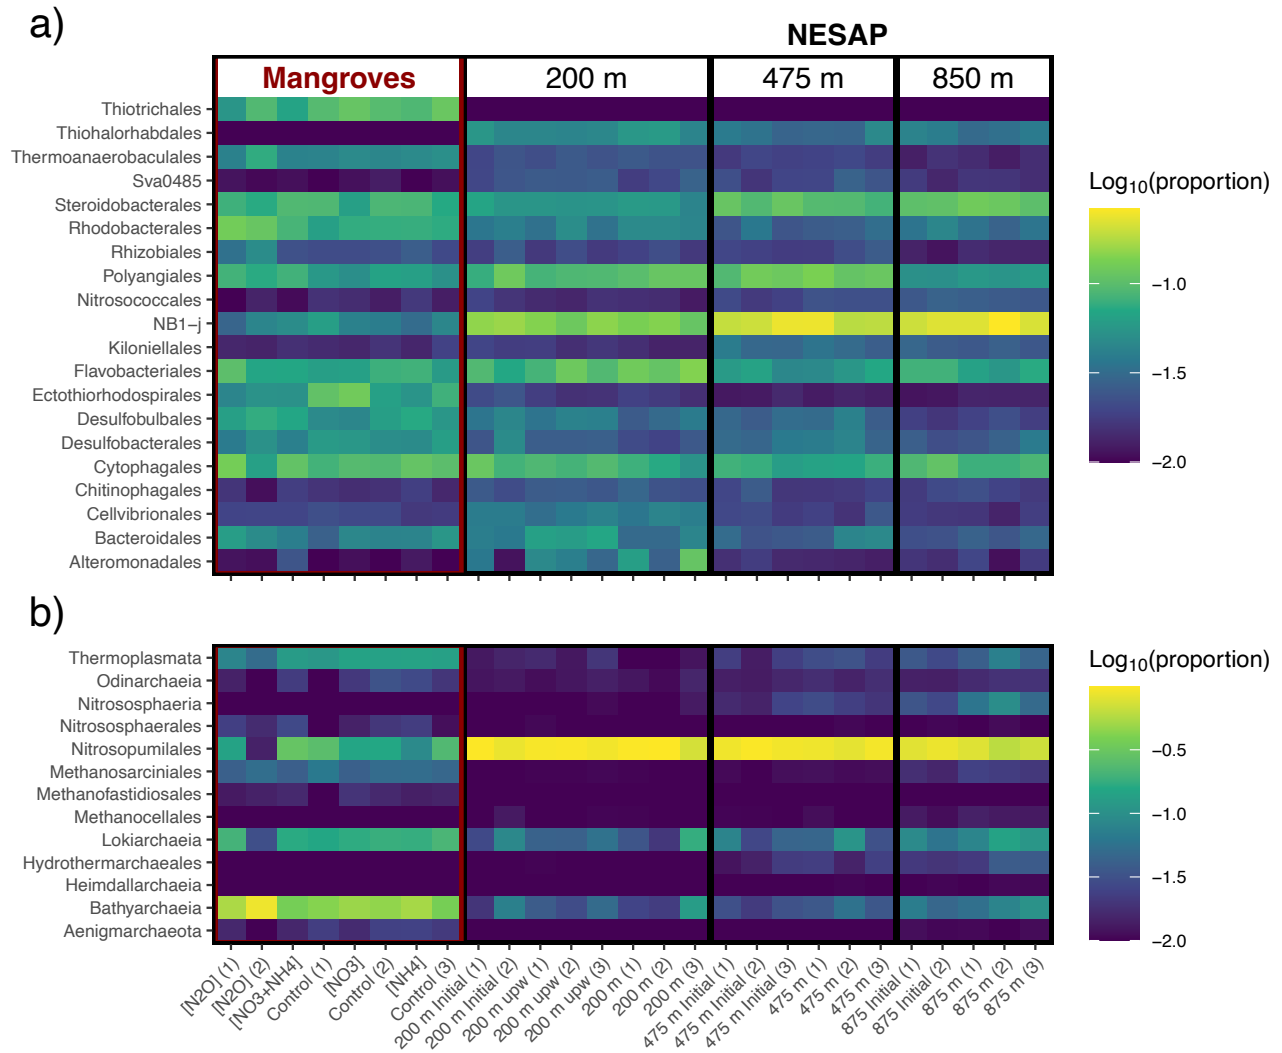 a)
NESAP
Mangroves
200 m
475 m
850 m
Thiotrichales
Thiohalorhabdales
Thermoanaerobaculales
Sva0485
Steroidobacterales
Rhodobacterales
Rhizobiales
Polyangiales
Nitrosococcales
NB1−j
Kiloniellales
Flavobacteriales
Ectothiorhodospirales
Desulfobulbales
Desulfobacterales
Cytophagales
Chitinophagales
Cellvibrionales
Bacteroidales
Alteromonadales
Log10(proportion)
−1.0
−1.5
−2.0
b)
Thermoplasmata
Odinarchaeia
Nitrososphaeria
Nitrososphaerales
Nitrosopumilales
Methanosarciniales
Methanofastidiosales
Methanocellales
Lokiarchaeia
Hydrothermarchaeales
Heimdallarchaeia
Bathyarchaeia
Aenigmarchaeota
Log10(proportion)
−0.5
−1.0
−1.5
−2.0
[N2O] (1)
[N2O] (2)
[NO3+NH4]
Control (1)
[NO3]
Control (2)
[NH4]
Control (3)
200 m Initial (1)
200 m Initial (2)
200 m upw (1)
200 m upw (2)
200 m upw (3)
200 m (1)
200 m (2)
200 m (3)
475 m Initial (1)
475 m Initial (2)
475 m Initial (3)
475 m (1)
475 m (2)
475 m (3)
875 Initial (1)
875 Initial (2)
875 m (1)
875 m (2)
875 m (3)